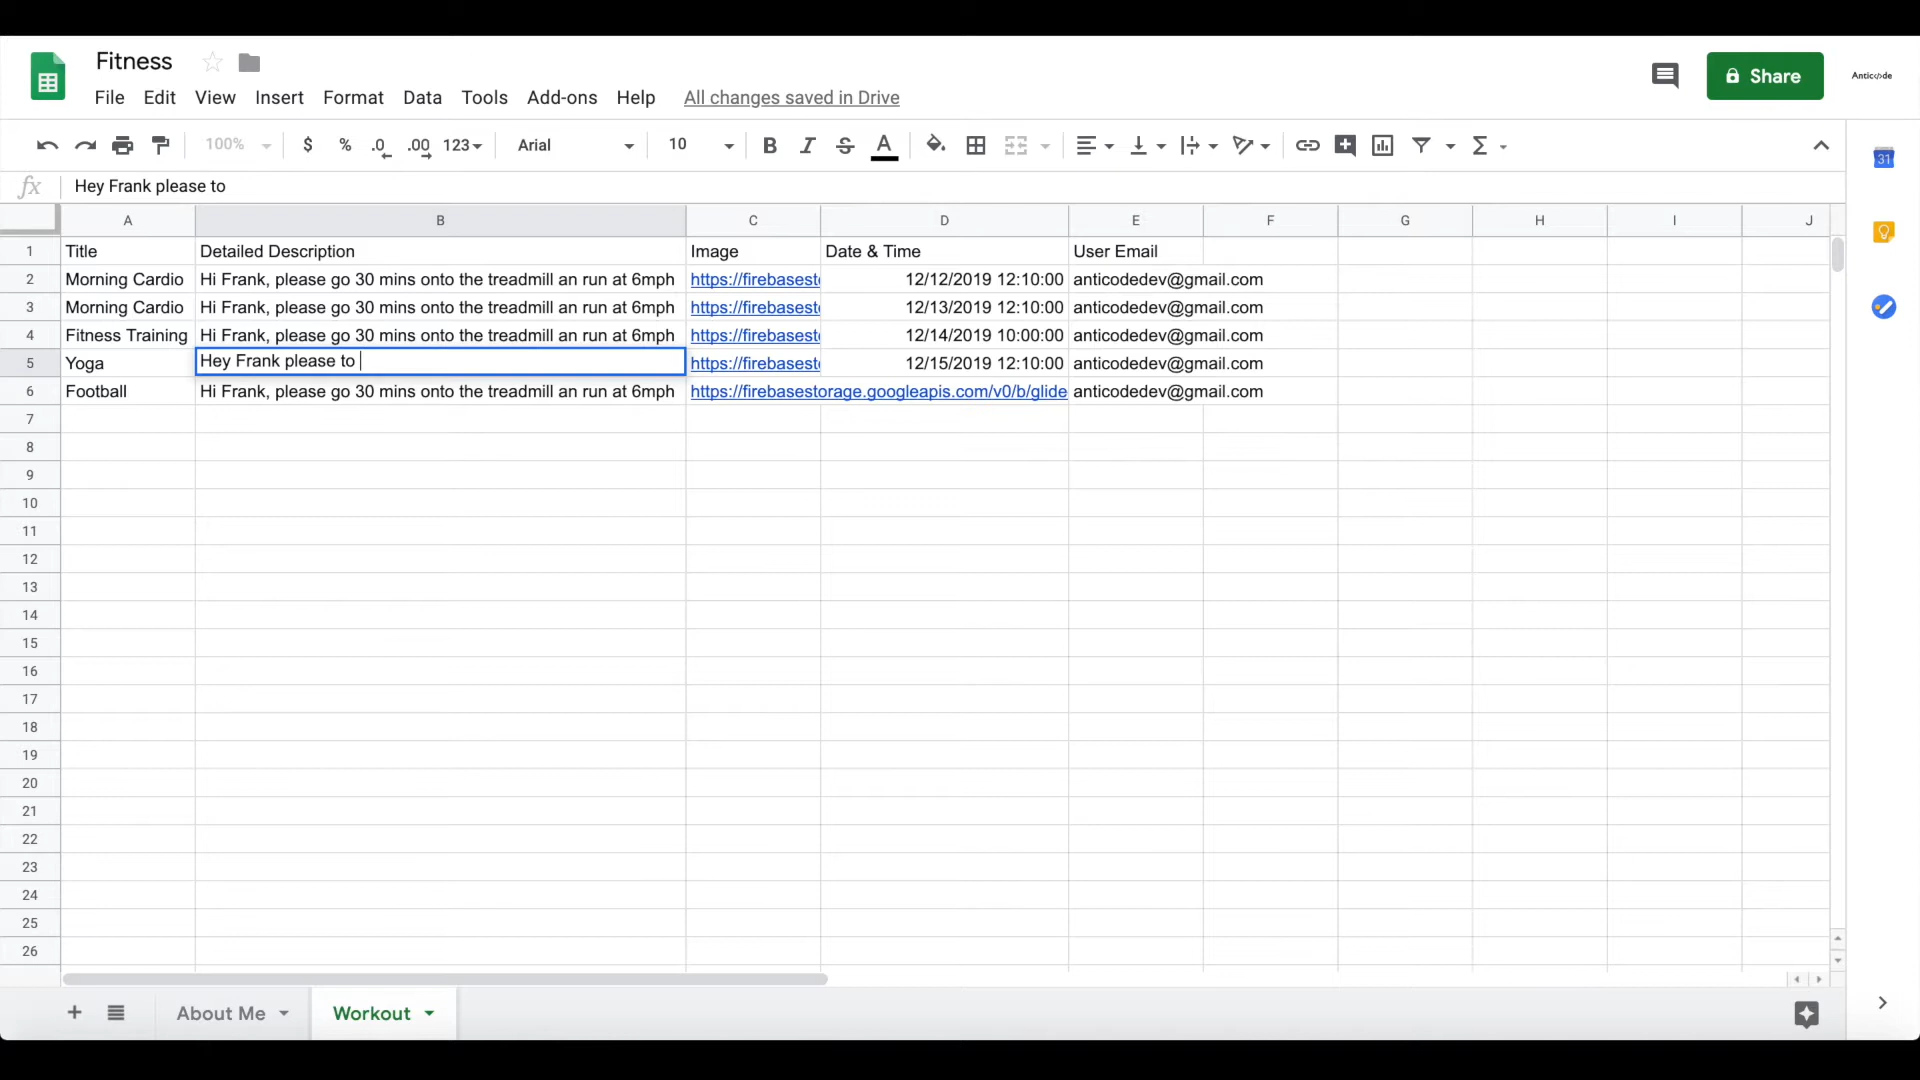 Fitness
File Edit View Insert Format Data Tools Add-ons Help All changes saved in Drive
Share
Antic</>de
100% $ % .0 .00 123 Arial 10 B I S A
31
fx Hey Frank please to
A B C D E F G H I J
1 Title Detailed Description Image Date & Time User Email
2 Morning Cardio Hi Frank, please go 30 mins onto the treadmill an run at 6mph https://firebasest 12/12/2019 12:10:00 anticodedev@gmail.com
3 Morning Cardio Hi Frank, please go 30 mins onto the treadmill an run at 6mph https://firebasest 12/13/2019 12:10:00 anticodedev@gmail.com
4 Fitness Training Hi Frank, please go 30 mins onto the treadmill an run at 6mph https://firebasest 12/14/2019 10:00:00 anticodedev@gmail.com
5 Yoga Hey Frank please to https://firebasest 12/15/2019 12:10:00 anticodedev@gmail.com
6 Football Hi Frank, please go 30 mins onto the treadmill an run at 6mph https://firebasestorage.googleapis.com/v0/b/glide anticodedev@gmail.com
7
8
9
10
11
12
13
14
15
16
17
18
19
20
21
22
23
24
25
26
About Me Workout